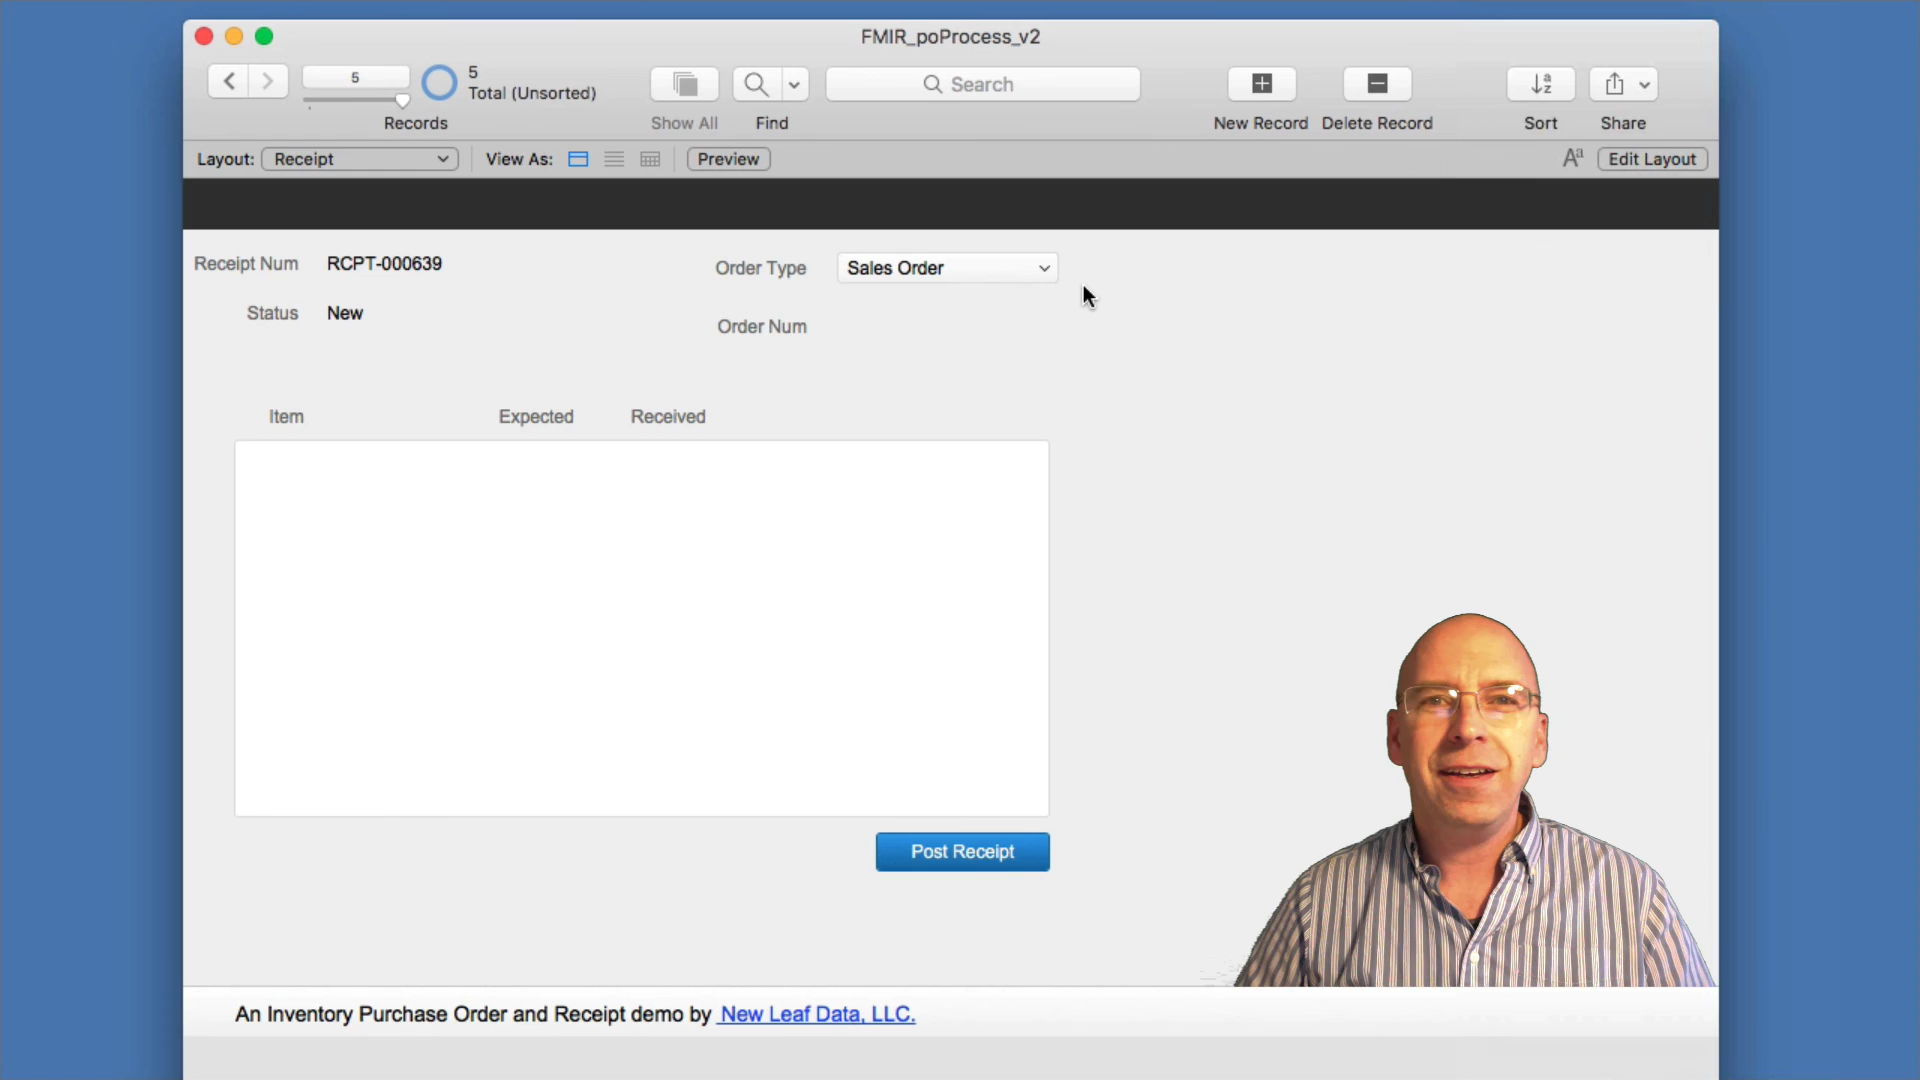 FMIR_poProcess_v2
5
5
Total (Unsorted)
Records
Show All
Find
Search
New Record
Delete Record
Sort
Share
Layout: Receipt
View As:
Preview
Aa
Edit Layout
Receipt Num RCPT-000639
Order Type Sales Order
Status New
Order Num
Item Expected Received
Post Receipt
An Inventory Purchase Order and Receipt demo by New Leaf Data, LLC.